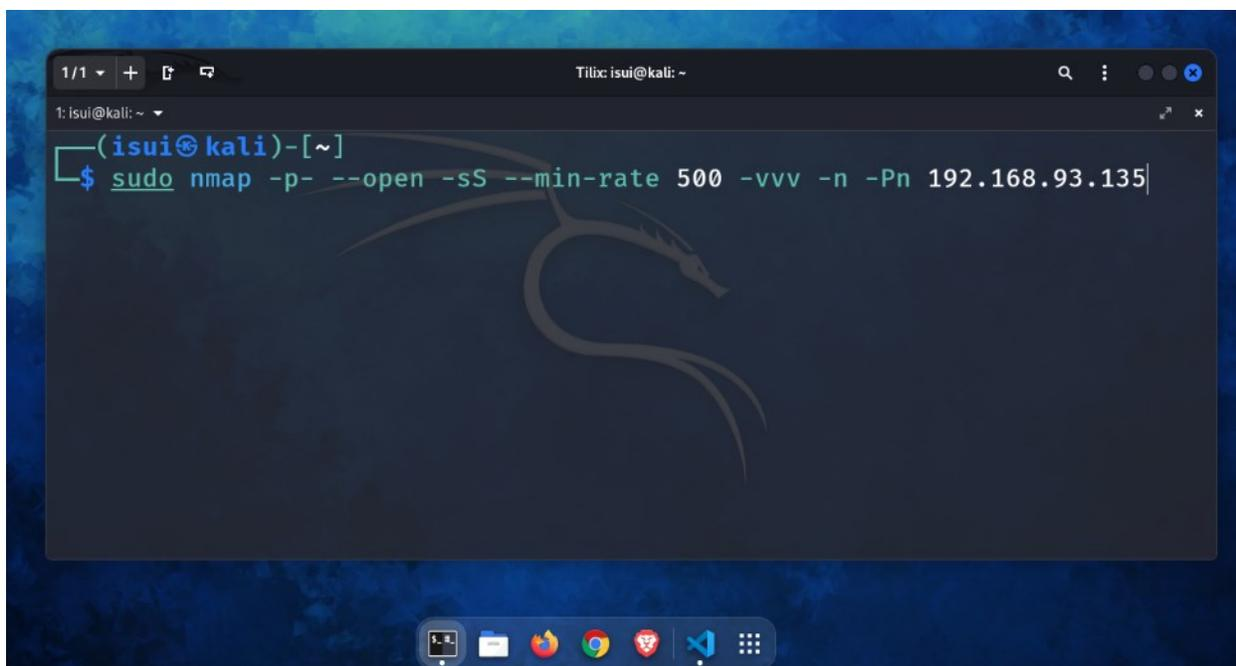 1/1
Tilix: isui@kali: ~
1: isui@kali: ~
(isui㉿kali)-[~]
$ sudo nmap -p- --open -sS --min-rate 500 -vvv -n -Pn 192.168.93.135